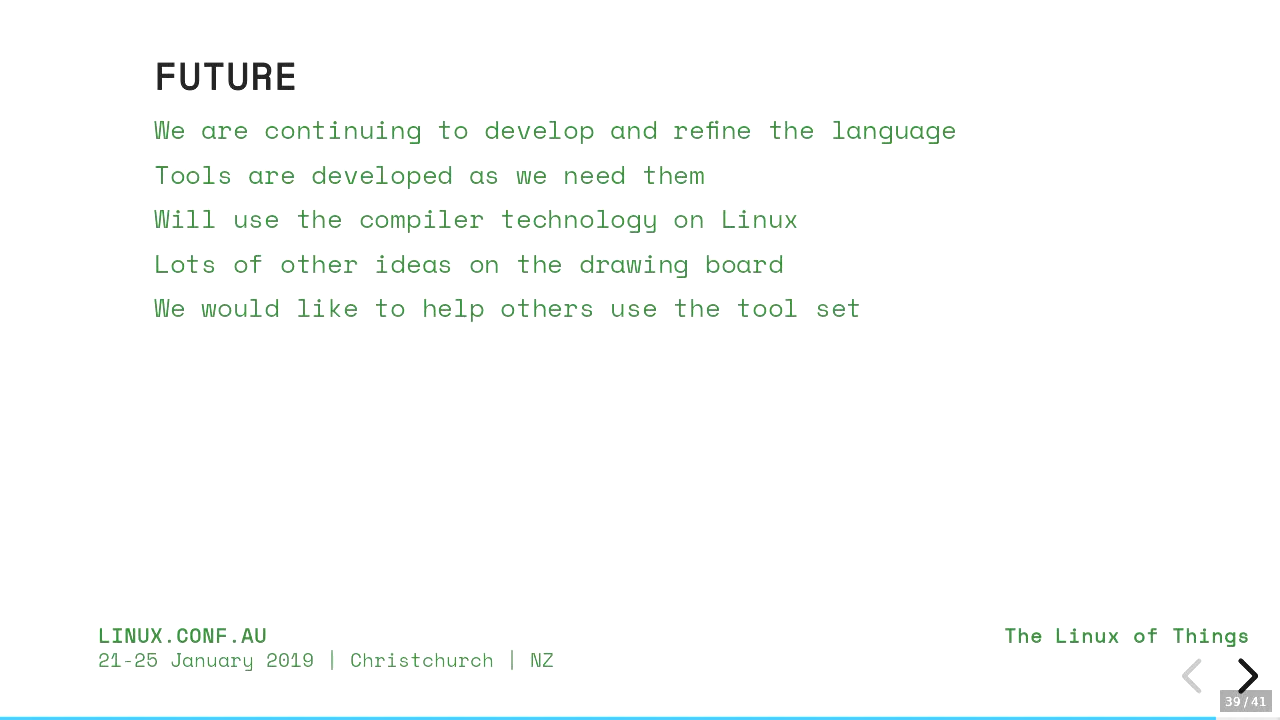 FUTURE
We are continuing to develop and refine the language
Tools are developed as we need them
Will use the compiler technology on Linux
Lots of other ideas on the drawing board
We would like to help others use the tool set
LINUX.CONF.AU
21-25 January 2019 | Christchurch | NZ
The Linux of Things
39/41